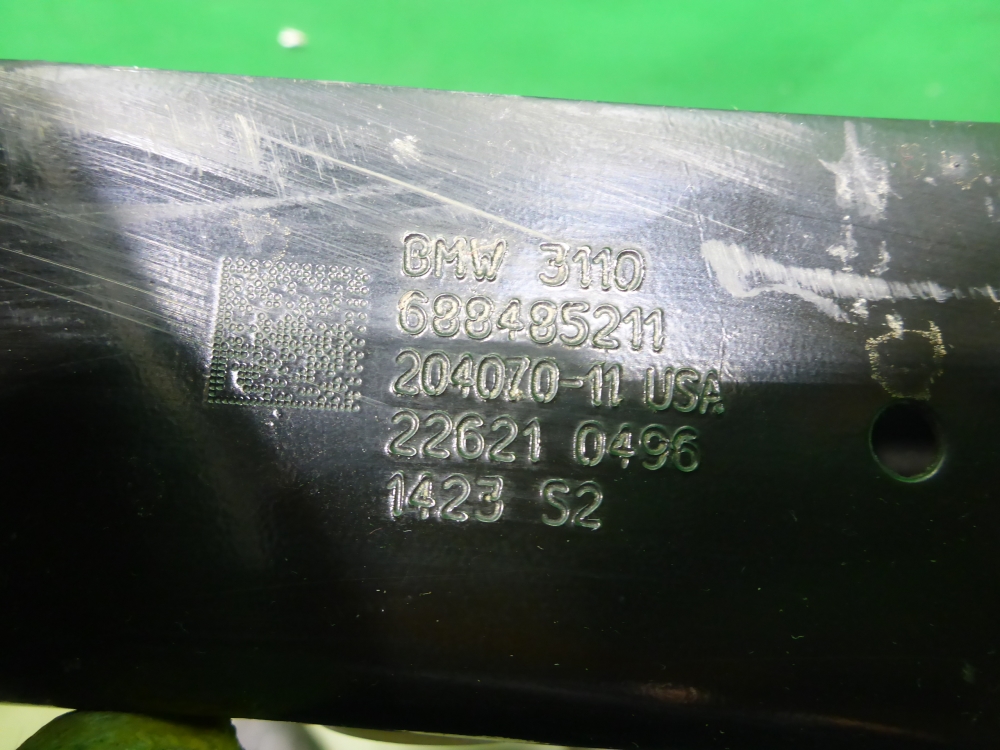 BMW 3110
688485211
204070-11 USA
22621 0496
1423 S2